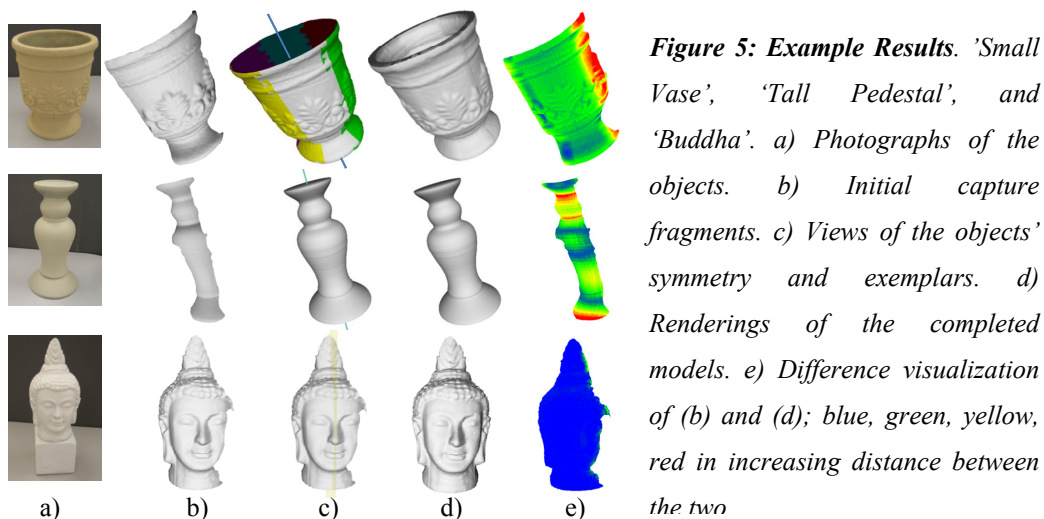 Figure 5: Example Results. ’Small
Vase’, ‘Tall Pedestal’, and
‘Buddha’. a) Photographs of the
objects. b) Initial capture
fragments. c) Views of the objects’
symmetry and exemplars. d)
Renderings of the completed
models. e) Difference visualization
of (b) and (d); blue, green, yellow,
red in increasing distance between
the two
a) b) c) d) e)